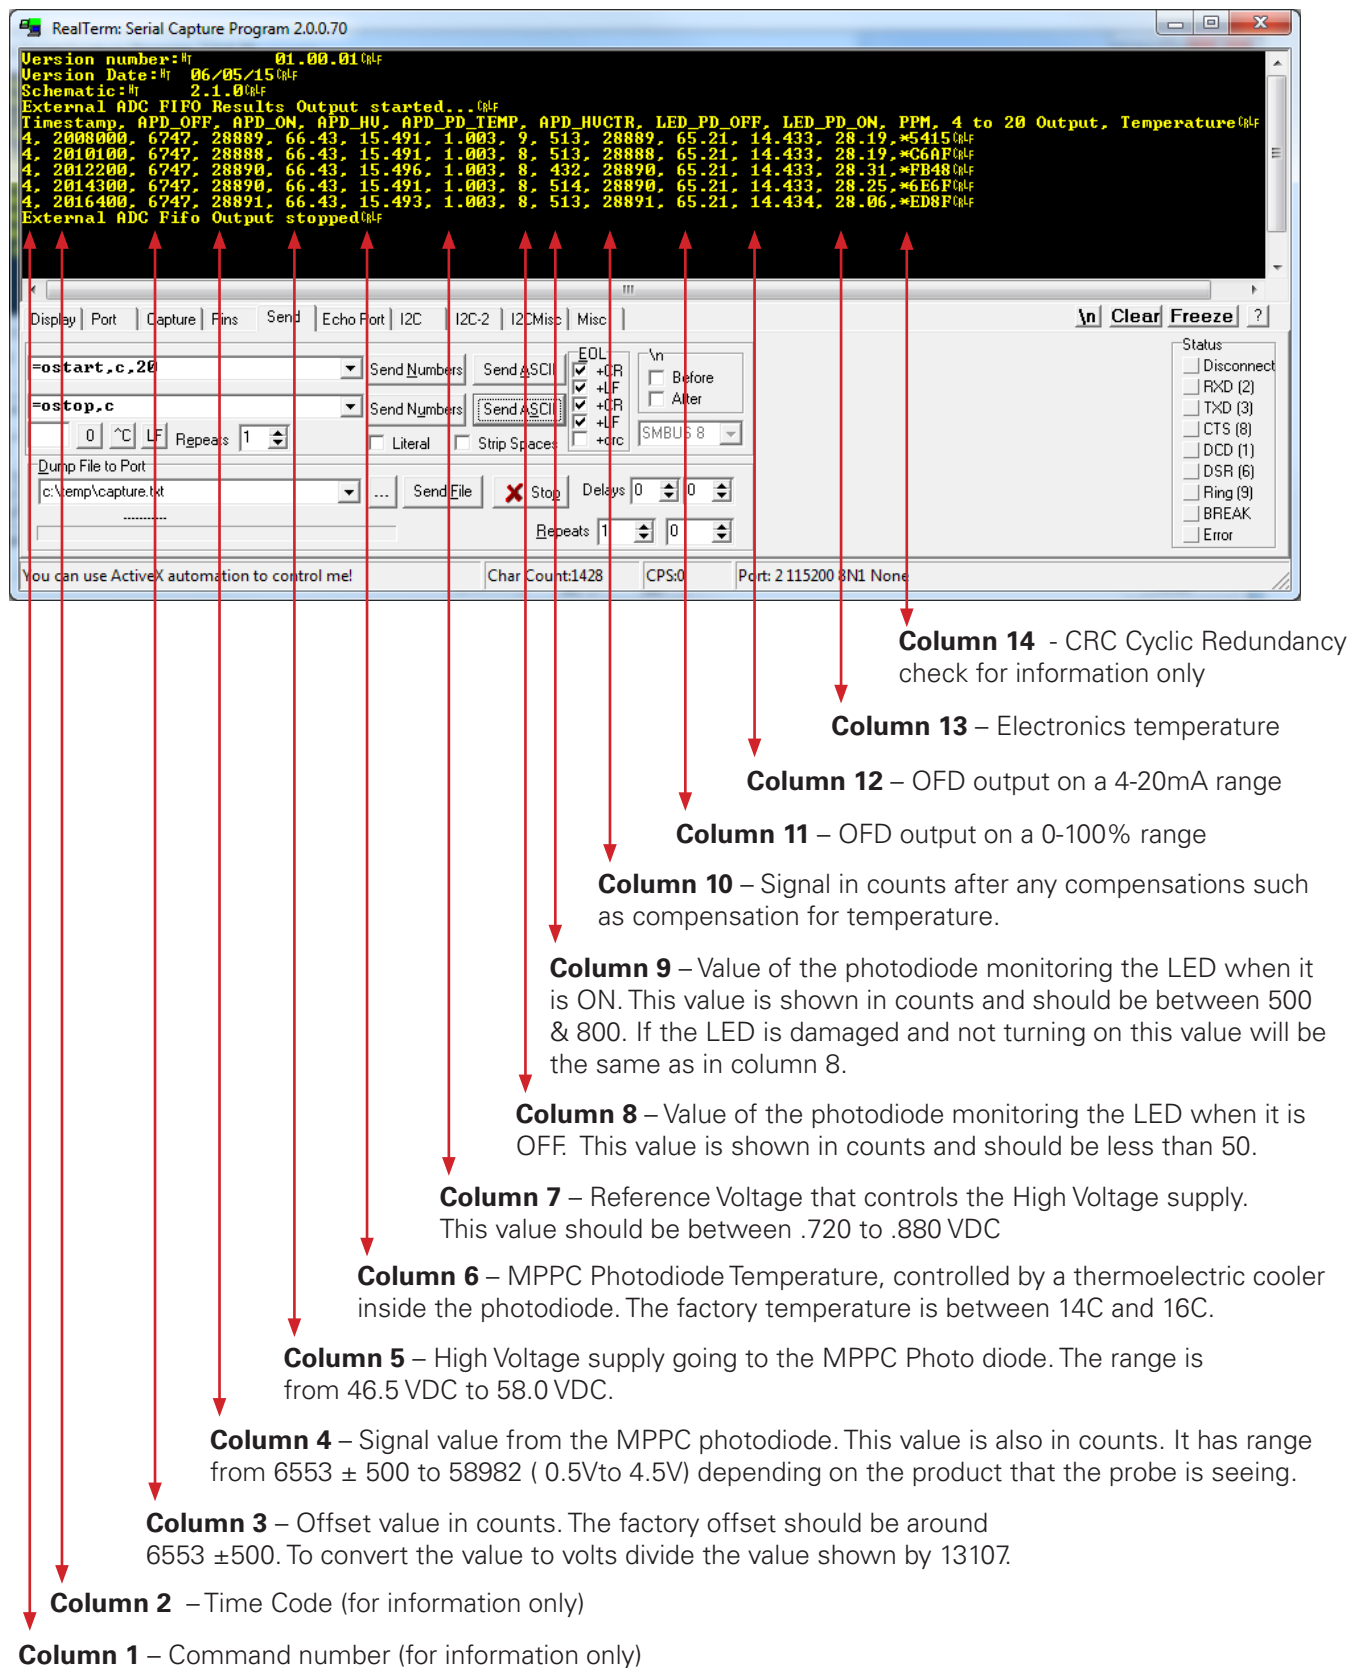 RealTerm: Serial Capture Program 2.0.0.70
Version number:HT 01.00.01CRLF
Version Date:HT 06/05/15CRLF
Schematic:HT 2.1.0CRLF
External ADC FIFO Results Output started...CRLF
Timestamp, APD_OFF, APD_ON, APD_HV, APD_PD_TEMP, APD_HVCTR, LED_PD_OFF, LED_PD_ON, PPM, 4 to 20 Output, TemperatureCRLF
4, 2008000, 6747, 28889, 66.43, 15.491, 1.003, 9, 513, 28889, 65.21, 14.433, 28.19,*5415CRLF
4, 2010100, 6747, 28888, 66.43, 15.491, 1.003, 8, 513, 28888, 65.21, 14.433, 28.19,*C6AFCRLF
4, 2012200, 6747, 28890, 66.43, 15.496, 1.003, 8, 432, 28890, 65.21, 14.433, 28.31,*FB48CRLF
4, 2014300, 6747, 28890, 66.43, 15.491, 1.003, 8, 514, 28890, 65.21, 14.433, 28.25,*6E6FCRLF
4, 2016400, 6747, 28891, 66.43, 15.493, 1.003, 8, 513, 28891, 65.21, 14.434, 28.06,*ED8FCRLF
External ADC Fifo Output stoppedCRLF
Display Port Capture Pins Send Echo Port I2C I2C-2 I2CMisc Misc \n Clear Freeze ?
=ostart,c,20 Send Numbers Send ASCII EOL +CR +LF \n Before After
=ostop,c Send Numbers Send ASCII +CR +LF +crc SMBUS 8
0 ^C LF Repeats 1 Literal Strip Spaces
Dump File to Port
c:\temp\capture.txt ... Send File Stop Delays 0 0
Repeats 1 0
Status
Disconnect
RXD (2)
TXD (3)
CTS (8)
DCD (1)
DSR (6)
Ring (9)
BREAK
Error
You can use ActiveX automation to control me! Char Count:1428 CPS:0 Port: 2 115200 8N1 None
Column 14 - CRC Cyclic Redundancy
check for information only
Column 13 – Electronics temperature
Column 12 – OFD output on a 4-20mA range
Column 11 – OFD output on a 0-100% range
Column 10 – Signal in counts after any compensations such
as compensation for temperature.
Column 9 – Value of the photodiode monitoring the LED when it
is ON. This value is shown in counts and should be between 500
& 800. If the LED is damaged and not turning on this value will be
the same as in column 8.
Column 8 – Value of the photodiode monitoring the LED when it is
OFF. This value is shown in counts and should be less than 50.
Column 7 – Reference Voltage that controls the High Voltage supply.
This value should be between .720 to .880 VDC
Column 6 – MPPC Photodiode Temperature, controlled by a thermoelectric cooler
inside the photodiode. The factory temperature is between 14C and 16C.
Column 5 – High Voltage supply going to the MPPC Photo diode. The range is
from 46.5 VDC to 58.0 VDC.
Column 4 – Signal value from the MPPC photodiode. This value is also in counts. It has range
from 6553 ± 500 to 58982 ( 0.5Vto 4.5V) depending on the product that the probe is seeing.
Column 3 – Offset value in counts. The factory offset should be around
6553 ±500. To convert the value to volts divide the value shown by 13107.
Column 2 – Time Code (for information only)
Column 1 – Command number (for information only)